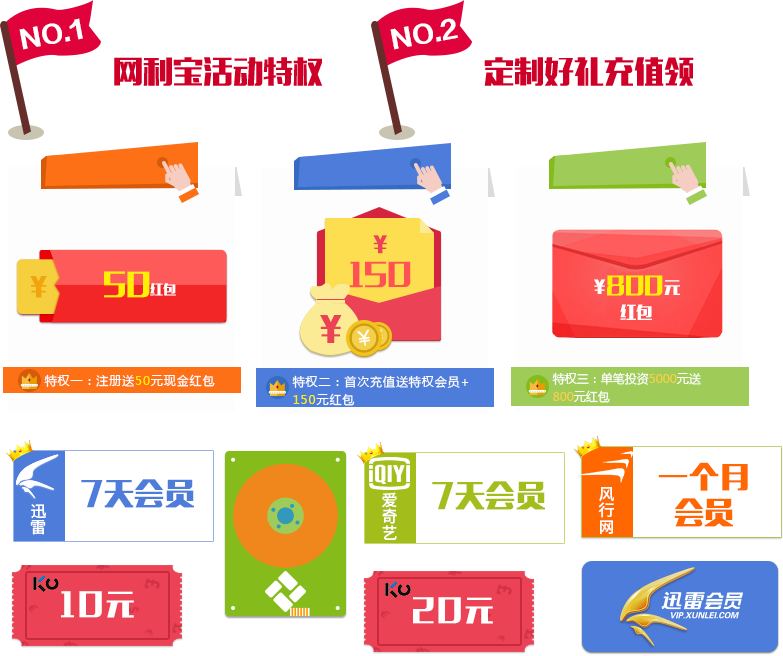 NO.1
网利宝活动特权
NO.2
定制好礼充值领
¥
50红包
¥
150
¥
¥
¥800元
红包
特权一：注册送50元现金红包
特权二：首次充值送特权会员+
150元红包
特权三：单笔投资5000元送
800元红包
迅雷
7天会员
iQIYI
爱奇艺
7天会员
风行网
一个月
会员
KU
10元
KU
20元
迅雷会员
VIP.XUNLEI.COM